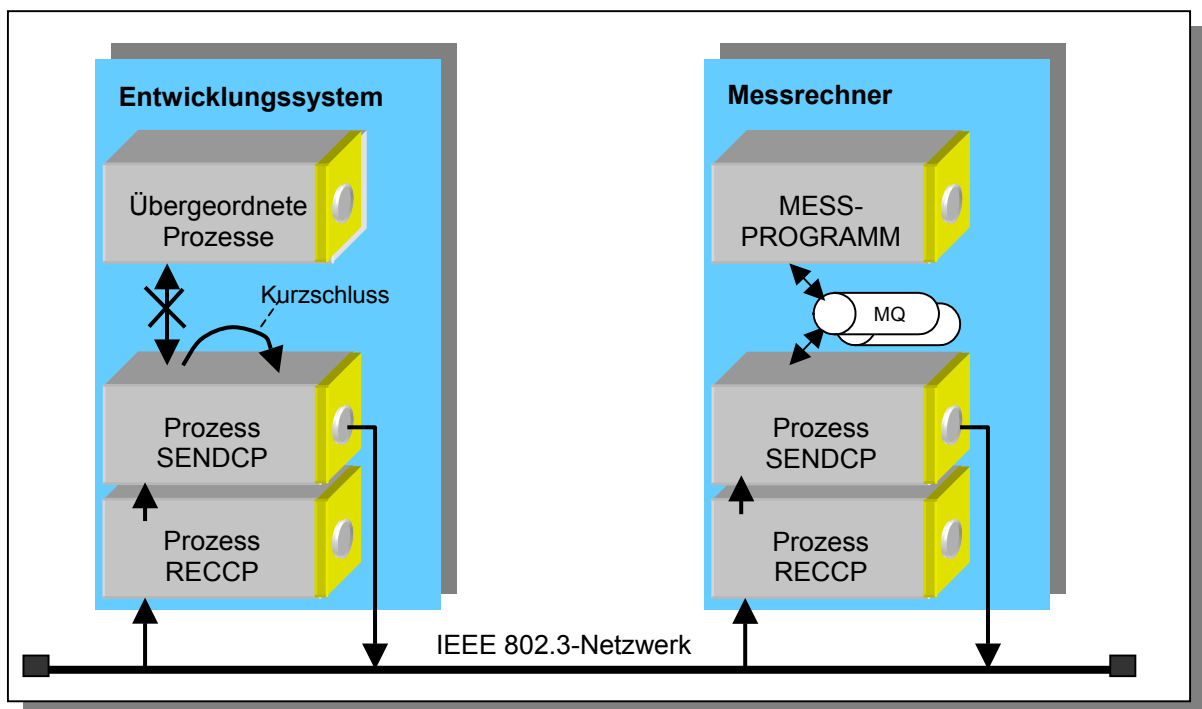 Entwicklungssystem
Übergeordnete
Prozesse
Kurzschluss
Prozess
SENDCP
Prozess
RECCP
Messrechner
MESS-
PROGRAMM
MQ
Prozess
SENDCP
Prozess
RECCP
IEEE 802.3-Netzwerk